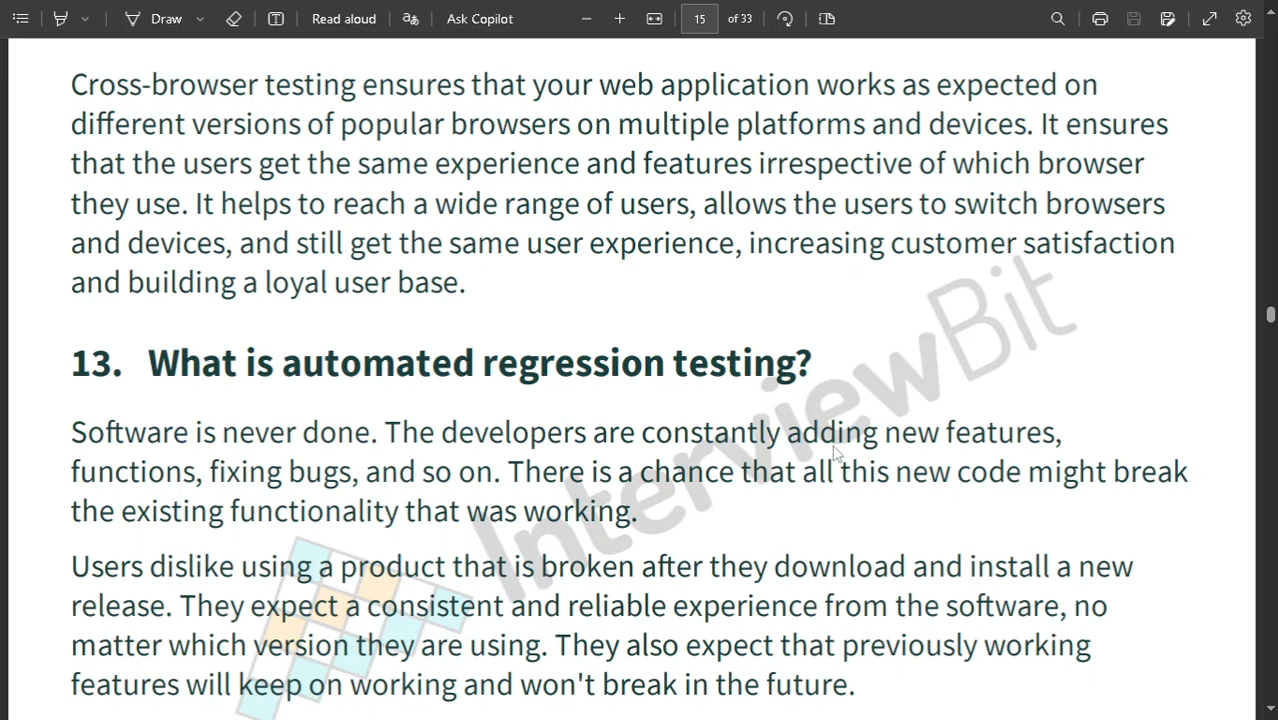 Draw
Read aloud
aあ
Ask Copilot
15
of 33
Cross-browser testing ensures that your web application works as expected on
different versions of popular browsers on multiple platforms and devices. It ensures
that the users get the same experience and features irrespective of which browser
they use. It helps to reach a wide range of users, allows the users to switch browsers
and devices, and still get the same user experience, increasing customer satisfaction
and building a loyal user base.
13. What is automated regression testing?
Software is never done. The developers are constantly adding new features,
functions, fixing bugs, and so on. There is a chance that all this new code might break
the existing functionality that was working.
Users dislike using a product that is broken after they download and install a new
release. They expect a consistent and reliable experience from the software, no
matter which version they are using. They also expect that previously working
features will keep on working and won't break in the future.
InterviewBit